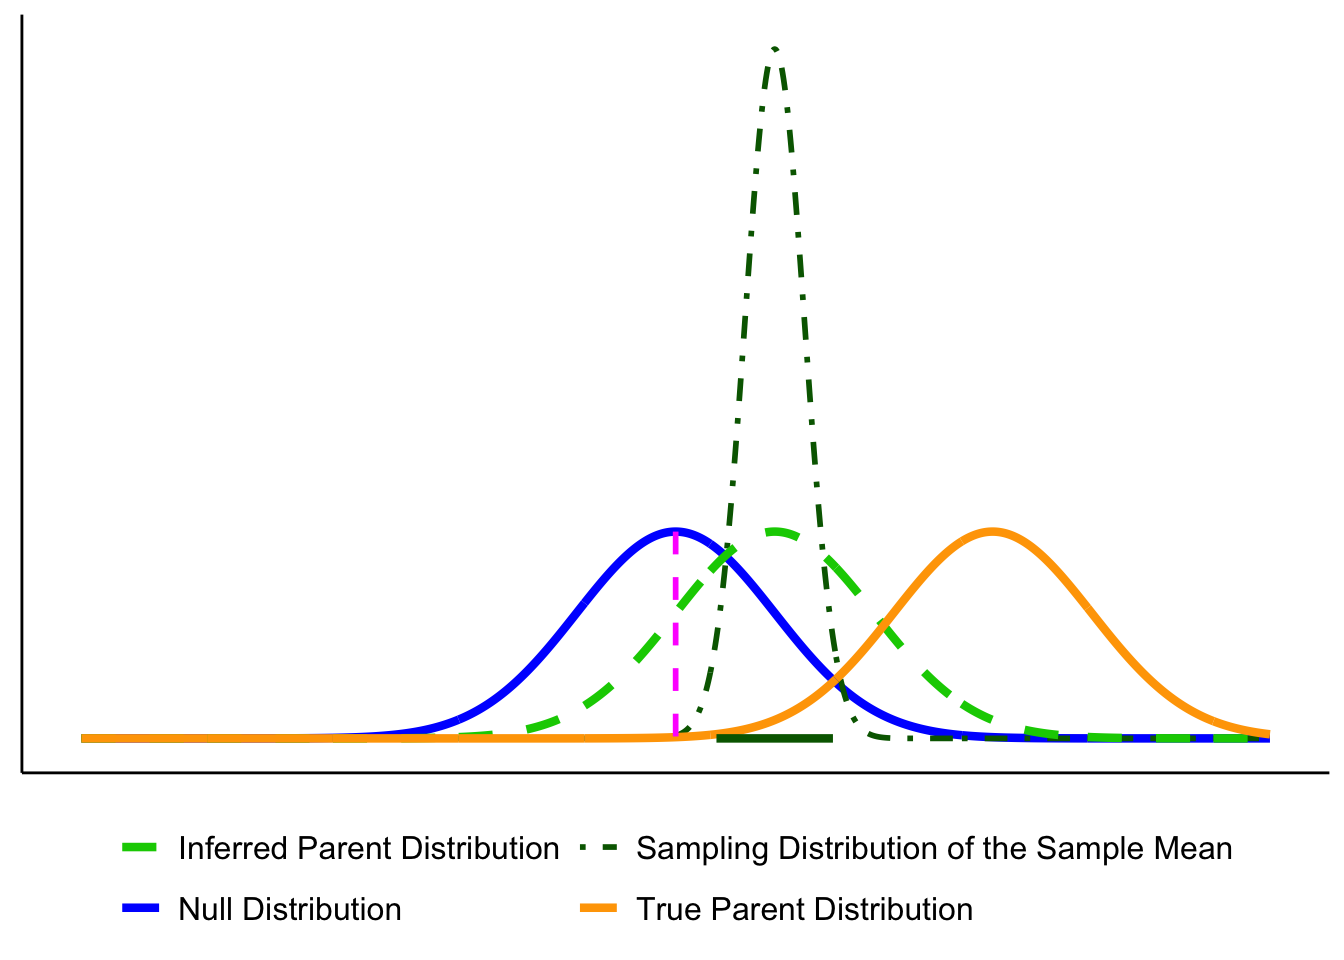 Inferred Parent Distribution
Sampling Distribution of the Sample Mean
Null Distribution
True Parent Distribution